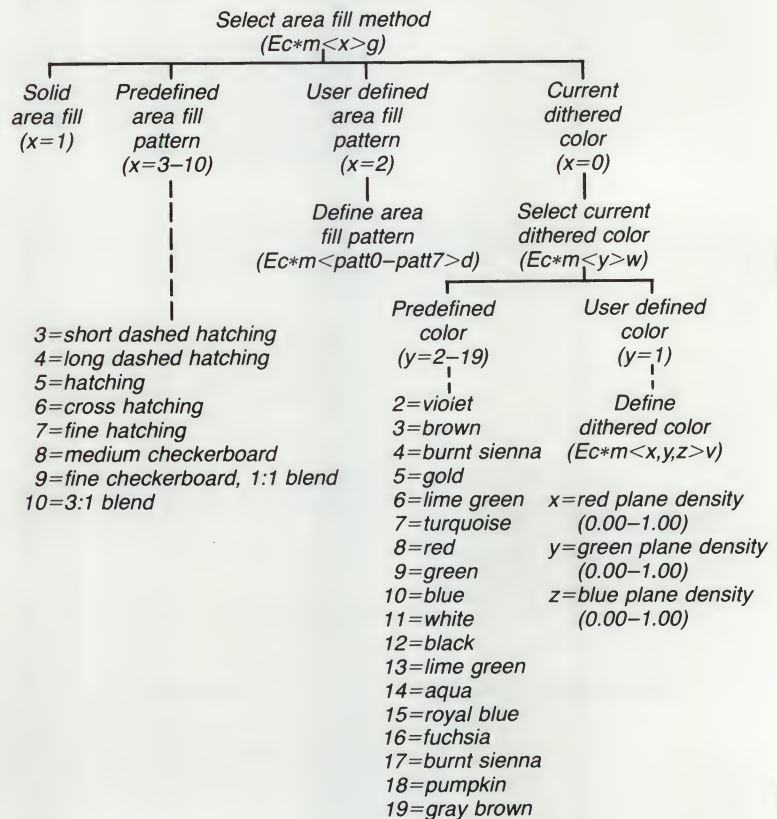 Select area fill method
(Ec*m<x>g)
Solid
area fill
(x=1)
Predefined
area fill
pattern
(x=3–10)
User defined
area fill
pattern
(x=2)
Current
dithered
color
(x=0)
Define area
fill pattern
(Ec*m<patt0–patt7>d)
Select current
dithered color
(Ec*m<y>w)
3=short dashed hatching
4=long dashed hatching
5=hatching
6=cross hatching
7=fine hatching
8=medium checkerboard
9=fine checkerboard, 1:1 blend
10=3:1 blend
Predefined
color
(y=2–19)
2=violet
3=brown
4=burnt sienna
5=gold
6=lime green
7=turquoise
8=red
9=green
10=blue
11=white
12=black
13=lime green
14=aqua
15=royal blue
16=fuchsia
17=burnt sienna
18=pumpkin
19=gray brown
User defined
color
(y=1)
Define
dithered color
(Ec*m<x,y,z>v)
x=red plane density
(0.00–1.00)
y=green plane density
(0.00–1.00)
z=blue plane density
(0.00–1.00)